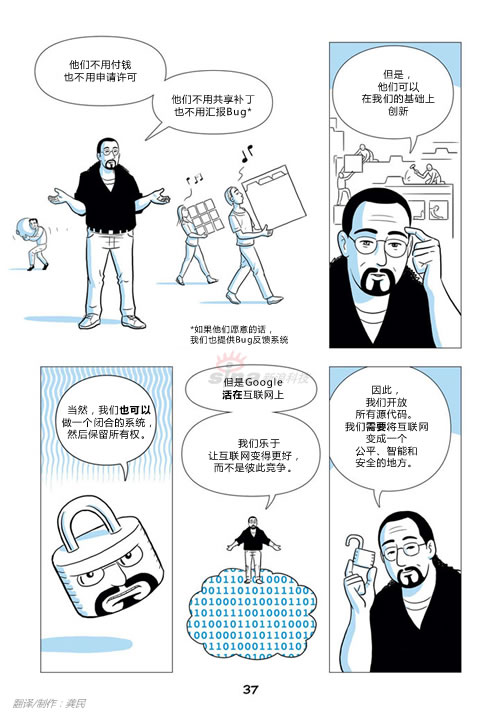 他们不用付钱
也不用申请许可
他们不用共享补丁
也不用汇报Bug*
*如果他们愿意的话，
我们也提供Bug反馈系统
但是，
他们可以
在我们的基础上
创新
当然，我们也可以
做一个闭合的系统，
然后保留所有权。
sina新浪科技
但是Google
活在互联网上
我们乐于
让互联网变得更好，
而不是彼此竞争。
因此，
我们开放
所有源代码。
我们需要将互联网
变成一个
公平、智能和
安全的地方。
37
翻译/制作：龚民